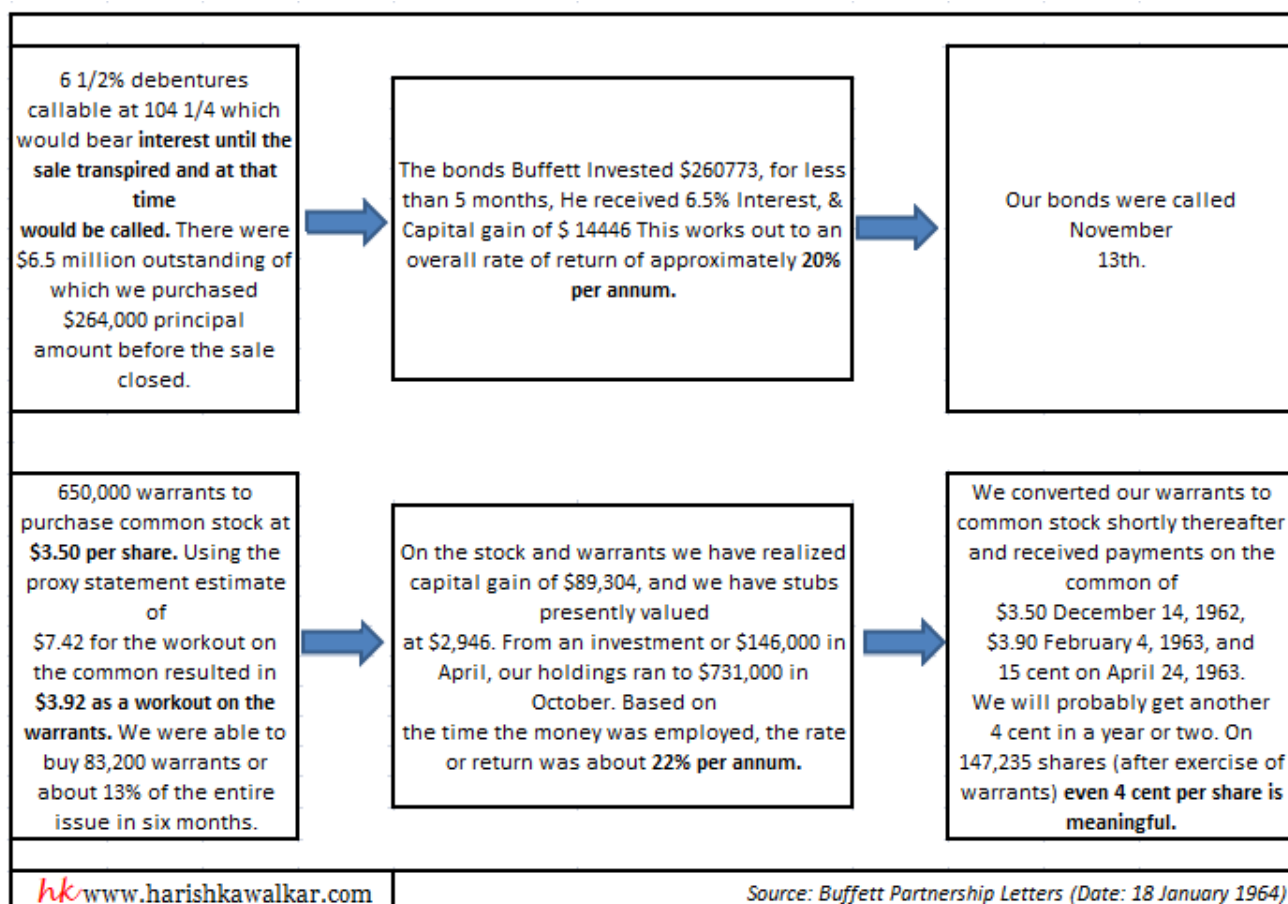 6 1/2% debentures
callable at 104 1/4 which
would bear interest until the
sale transpired and at that
time
would be called. There were
$6.5 million outstanding of
which we purchased
$264,000 principal
amount before the sale
closed.
The bonds Buffett Invested $260773, for less
than 5 months, He received 6.5% Interest, &
Capital gain of $ 14446 This works out to an
overall rate of return of approximately 20%
per annum.
Our bonds were called
November
13th.
650,000 warrants to
purchase common stock at
$3.50 per share. Using the
proxy statement estimate
of
$7.42 for the workout on
the common resulted in
$3.92 as a workout on the
warrants. We were able to
buy 83,200 warrants or
about 13% of the entire
issue in six months.
On the stock and warrants we have realized
capital gain of $89,304, and we have stubs
presently valued
at $2,946. From an investment or $146,000 in
April, our holdings ran to $731,000 in
October. Based on
the time the money was employed, the rate
or return was about 22% per annum.
We converted our warrants to
common stock shortly thereafter
and received payments on the
common of
$3.50 December 14, 1962,
$3.90 February 4, 1963, and
15 cent on April 24, 1963.
We will probably get another
4 cent in a year or two. On
147,235 shares (after exercise of
warrants) even 4 cent per share is
meaningful.
hk www.harishkawalkar.com
Source: Buffett Partnership Letters (Date: 18 January 1964)